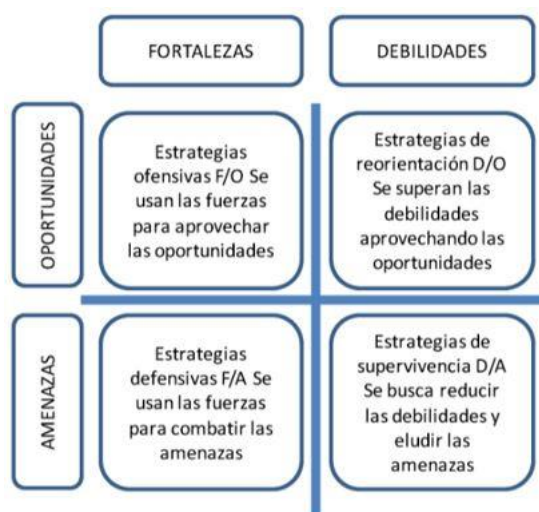 FORTALEZAS
DEBILIDADES
OPORTUNIDADES
Estrategias
ofensivas F/O Se
usan las fuerzas
para aprovechar
las oportunidades
Estrategias de
reorientación D/O
Se superan las
debilidades
aprovechando las
oportunidades
AMENAZAS
Estrategias
defensivas F/A Se
usan las fuerzas
para combatir las
amenazas
Estrategias de
supervivencia D/A
Se busca reducir
las debilidades y
eludir las
amenazas